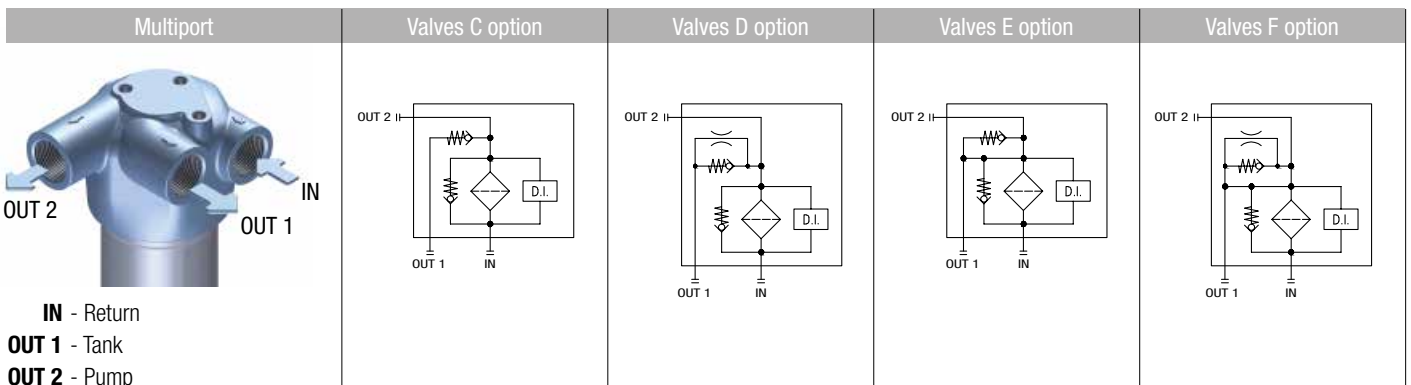 Multiport
Valves C option
Valves D option
Valves E option
Valves F option
OUT 2
OUT 1
IN
IN - Return
OUT 1 - Tank
OUT 2 - Pump
OUT 2
D.I.
OUT 1
IN
OUT 2
D.I.
OUT 1
IN
OUT 2
D.I.
OUT 1
IN
OUT 2
D.I.
OUT 1
IN